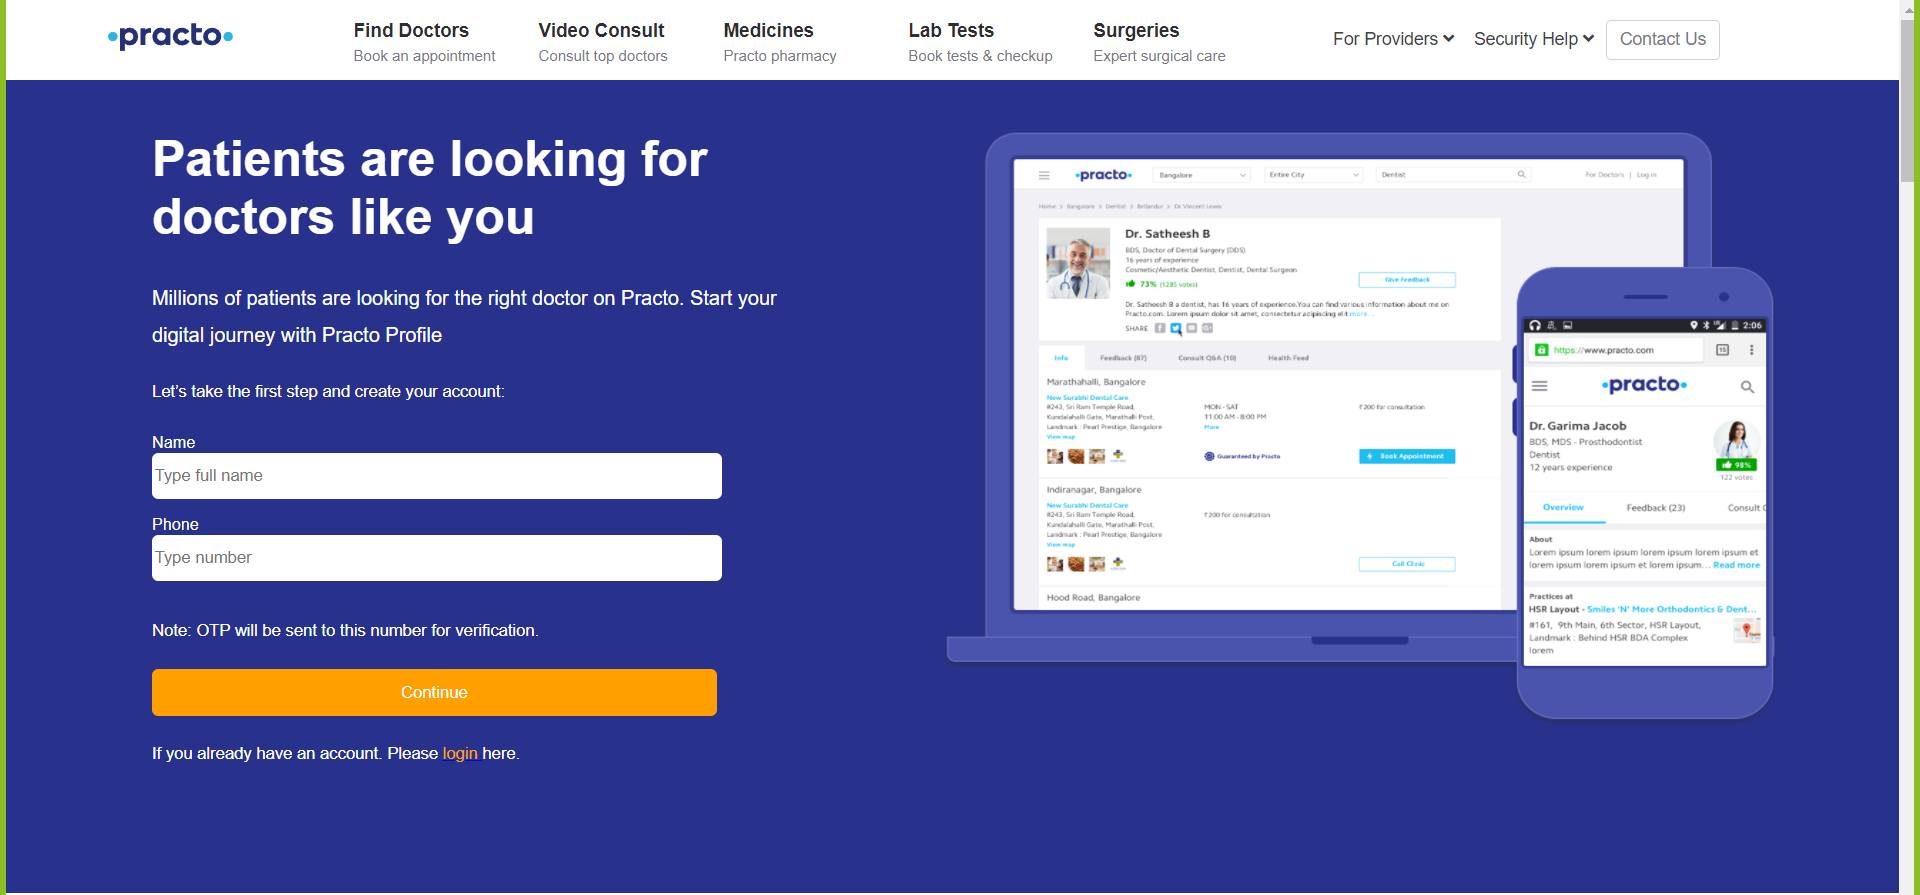 practo
Find Doctors
Book an appointment
Video Consult
Consult top doctors
Medicines
Practo pharmacy
Lab Tests
Book tests & checkup
Surgeries
Expert surgical care
For Providers
Security Help
Contact Us
Patients are looking for
doctors like you
Millions of patients are looking for the right doctor on Practo. Start your
digital journey with Practo Profile
Let's take the first step and create your account:
Name
Type full name
Phone
Type number
Note: OTP will be sent to this number for verification.
Continue
If you already have an account. Please login here.
practo
Bangalore
Entire City
Dentist
For Doctors | Log in
Home > Bangalore > Dentist > Bellandur > Dr Vincent Lewis
Dr. Satheesh B
BDS, Doctor of Dental Surgery (DDS)
16 years of experience
Cosmetic/Aesthetic Dentist, Dentist, Dental Surgeon
73% (1285 votes)
Give Feedback
Dr. Satheesh B a dentist, has 16 years of experience.You can find various information about me on
Practo.com. Lorem ipsum dolor sit amet, consectetur adipiscing elit more...
SHARE
Info
Feedback (87)
Consult Q&A (10)
Health Feed
Marathahalli, Bangalore
New Surabhi Dental Care
#243, Sri Ram Temple Road,
Kundalahalli Gate, Marathalli Post,
Landmark : Pearl Prestige, Bangalore
View map
MON - SAT
11:00 AM - 8:00 PM
More
₹200 for consultation
Guaranteed by Practo
Book Appointment
Indiranagar, Bangalore
New Surabhi Dental Care
#243, Sri Ram Temple Road,
Kundalahalli Gate, Marathalli Post,
Landmark : Pearl Prestige, Bangalore
View map
₹200 for consultation
Call Clinic
Hood Road, Bangalore
2:06
https://www.practo.com
15
practo
Dr. Garima Jacob
BDS, MDS - Prosthodontist
Dentist
12 years experience
98%
122 votes
Overview
Feedback (23)
Consult
About
Lorem ipsum lorem ipsum lorem ipsum lorem ipsum et
lorem ipsum lorem ipsum et lorem ipsum... Read more
Practices at
HSR Layout - Smiles 'N' More Orthodontics & Dent...
#161, 9th Main, 6th Sector, HSR Layout,
Landmark : Behind HSR BDA Complex
lorem